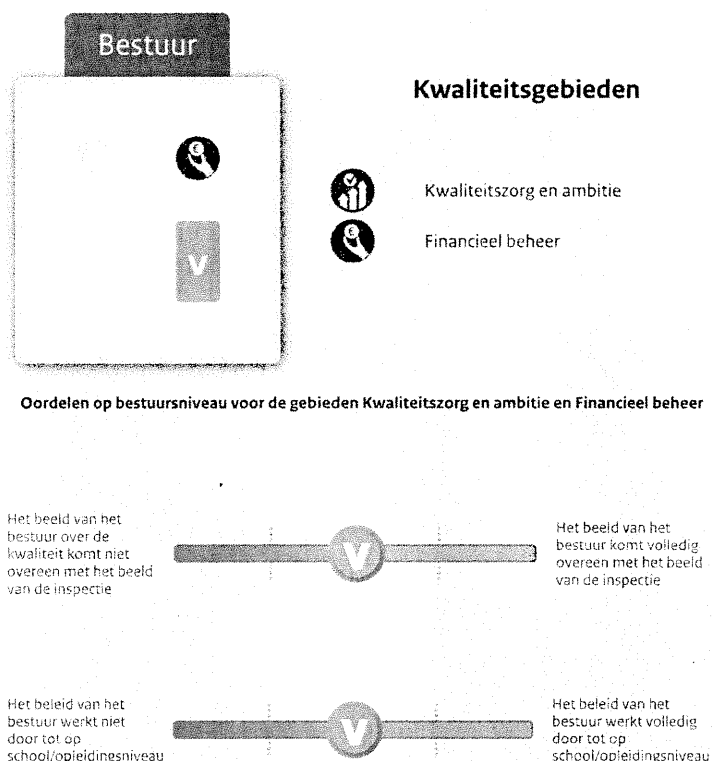 Bestuur
Kwaliteitsgebieden
€
€
Kwaliteitszorg en ambitie
€
Financieel beheer
V
Oordelen op bestuursniveau voor de gebieden Kwaliteitszorg en ambitie en Financieel beheer
Het beeld van het
bestuur over de
kwaliteit komt niet
overeen met het beeld
van de inspectie
V
Het beeld van het
bestuur komt volledig
overeen met het beeld
van de inspectie
Het beleid van het
bestuur werkt niet
door tot op
school/opleidingsniveau
V
Het beleid van het
bestuur werkt volledig
door tot op
school/opleidingsniveau